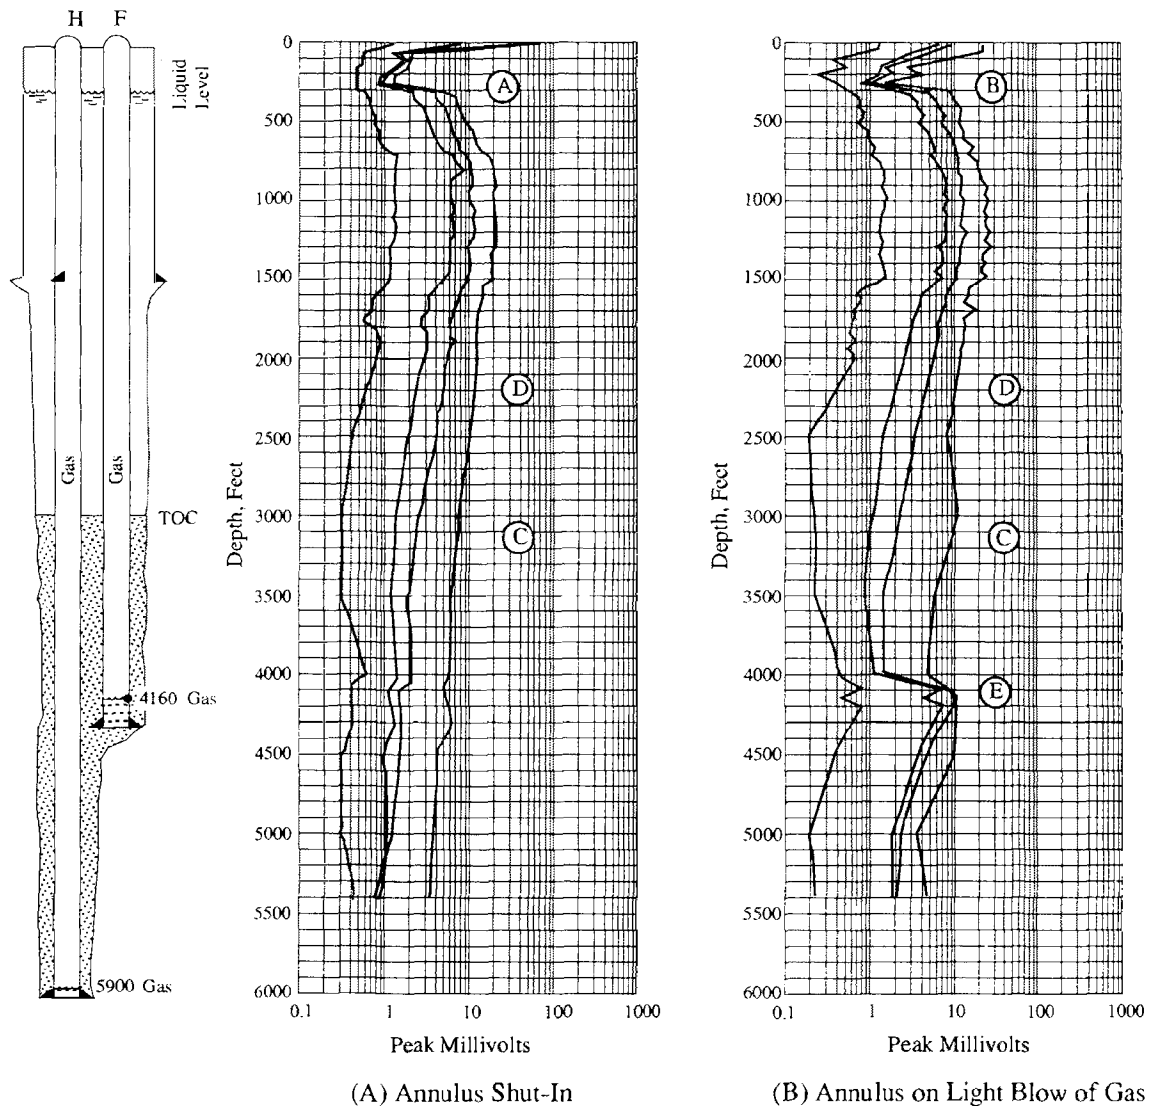 H F
Liquid
Level
Gas
Gas
TOC
4160 Gas
5900 Gas
0
500
1000
1500
2000
2500
3000
3500
4000
4500
5000
5500
6000
Depth, Feet
A
D
C
0.1 1 10 100 1000
Peak Millivolts
(A) Annulus Shut-In
0
500
1000
1500
2000
2500
3000
3500
4000
4500
5000
5500
6000
Depth, Feet
B
D
C
E
0.1 1 10 100 1000
Peak Millivolts
(B) Annulus on Light Blow of Gas